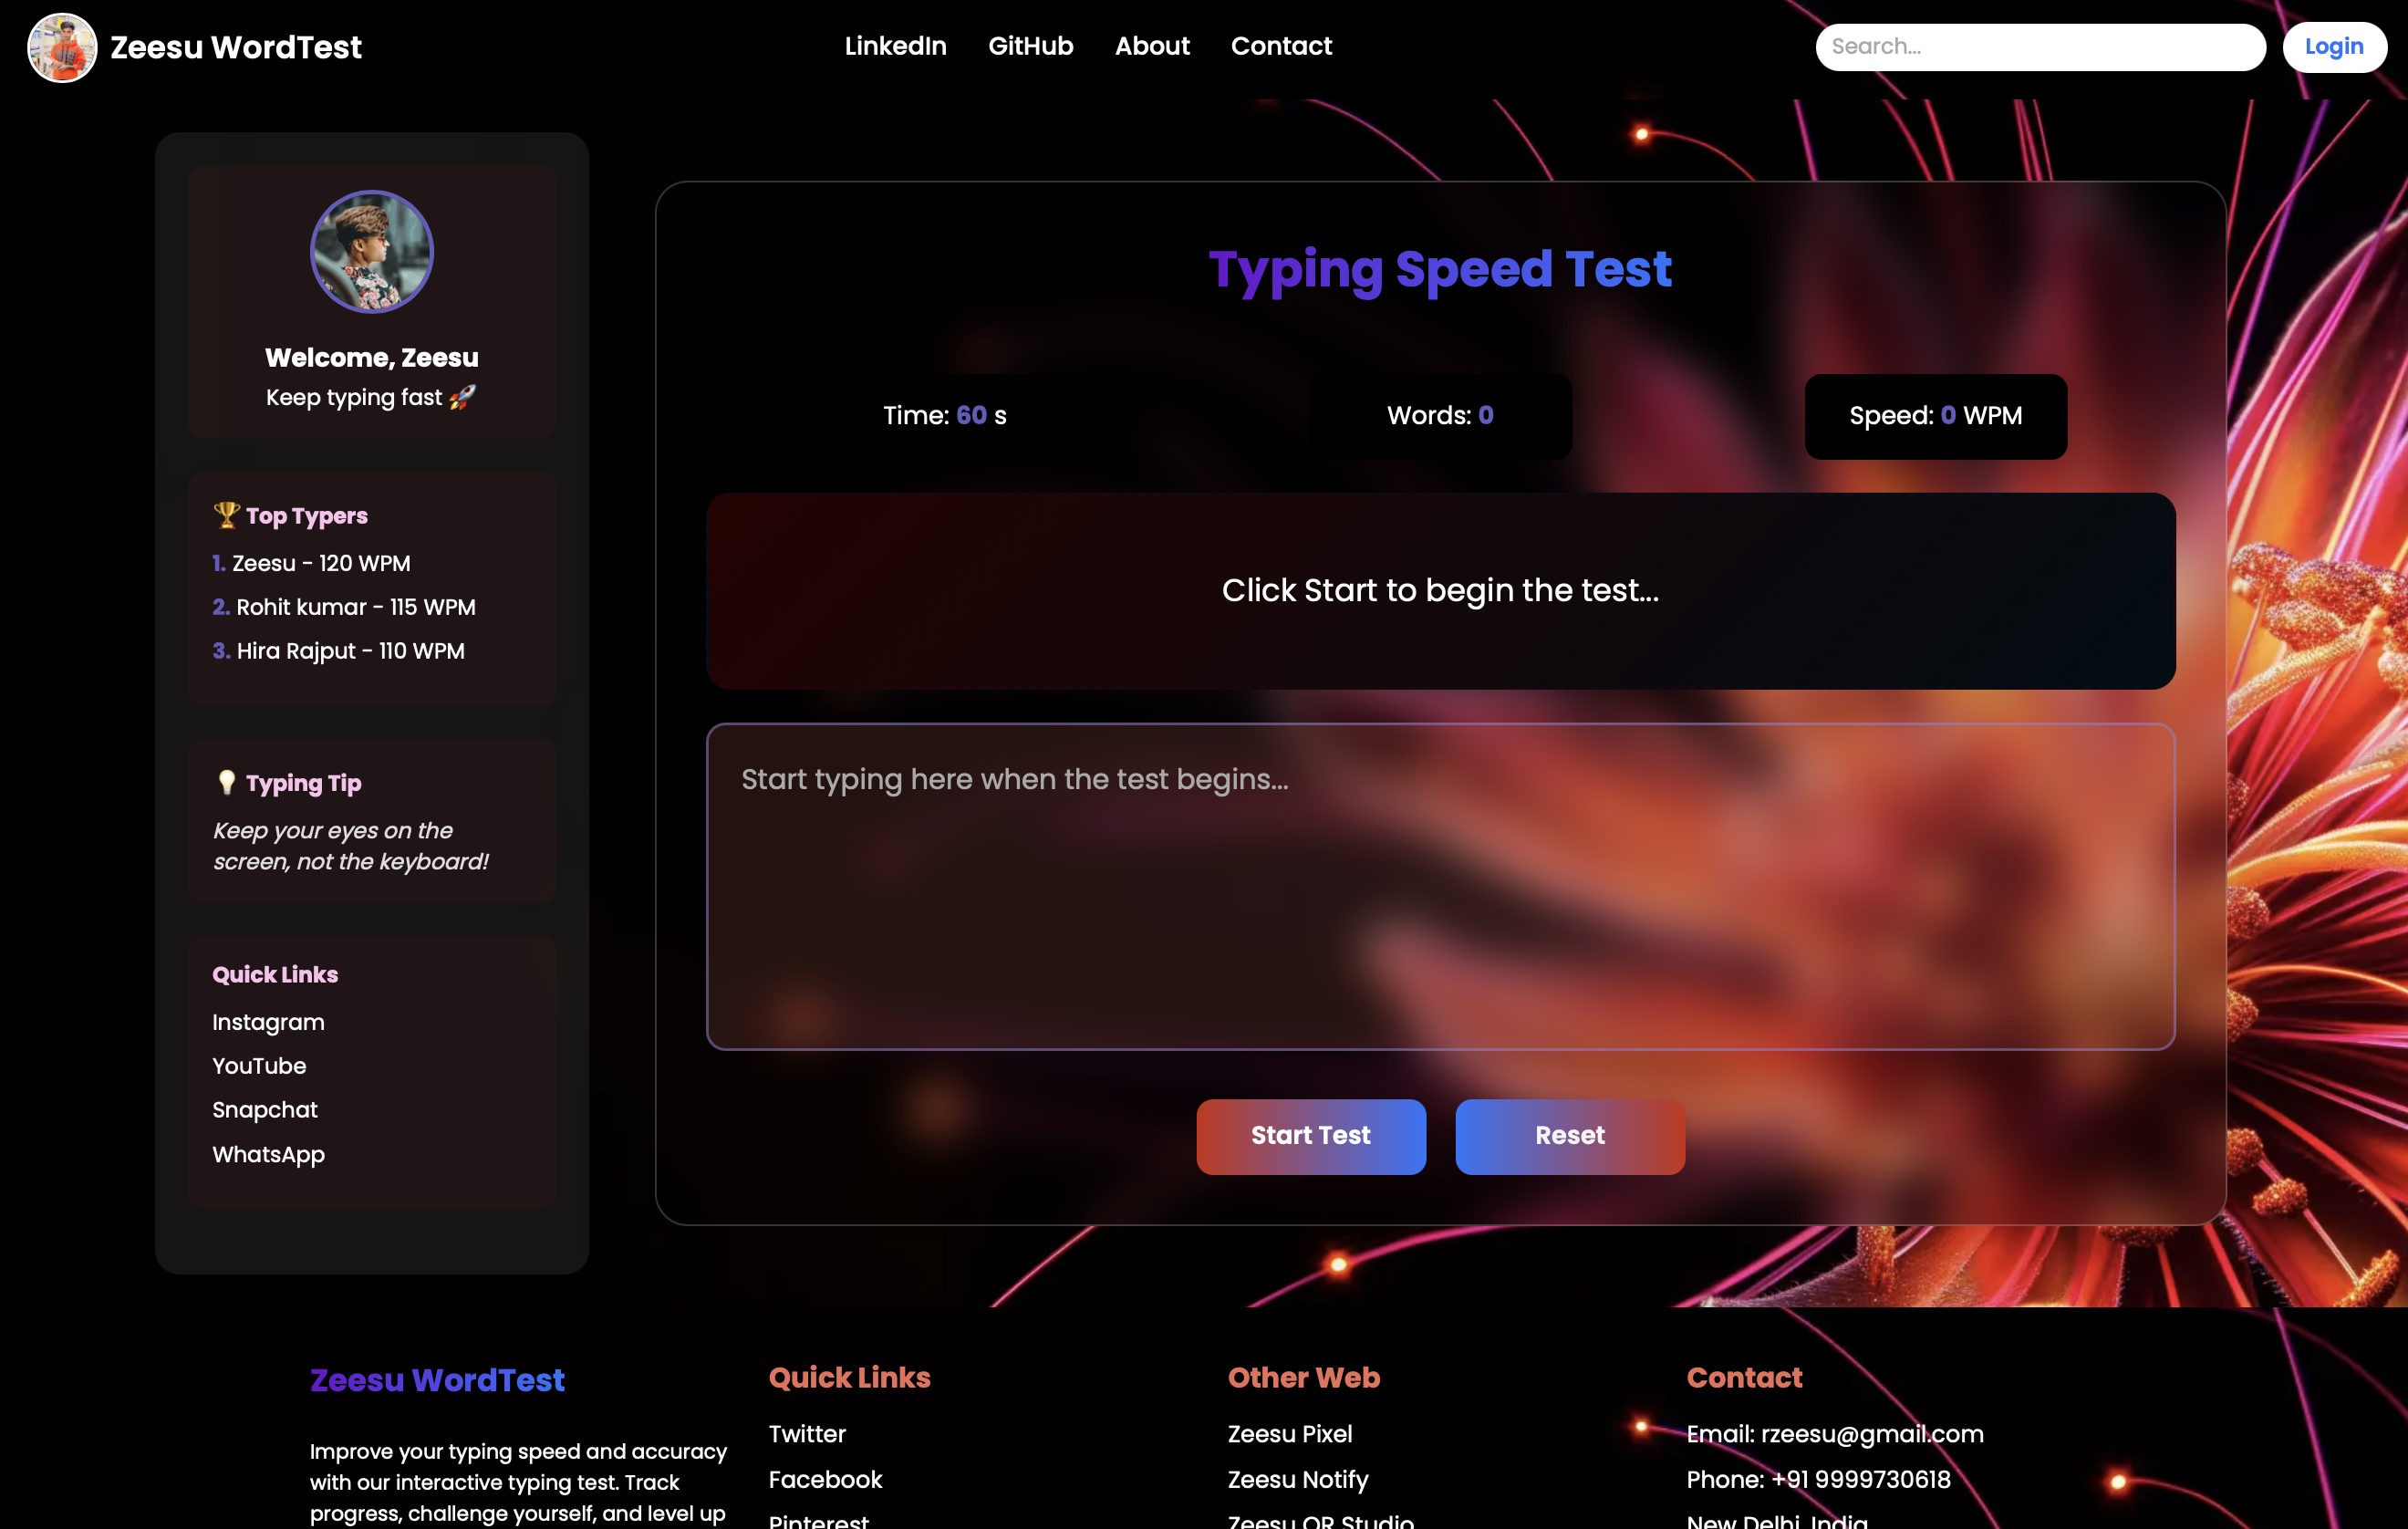 Zeesu WordTest
LinkedIn GitHub About Contact
Search...
Login
Welcome, Zeesu
Keep typing fast 🚀
🏆 Top Typers
1. Zeesu - 120 WPM
2. Rohit kumar - 115 WPM
3. Hira Rajput - 110 WPM
💡 Typing Tip
Keep your eyes on the
screen, not the keyboard!
Quick Links
Instagram
YouTube
Snapchat
WhatsApp
Typing Speed Test
Time: 60 s
Words: 0
Speed: 0 WPM
Click Start to begin the test...
Start typing here when the test begins...
Start Test
Reset
Zeesu WordTest
Improve your typing speed and accuracy
with our interactive typing test. Track
progress, challenge yourself, and level up
Quick Links
Twitter
Facebook
Pinterest
Other Web
Zeesu Pixel
Zeesu Notify
Zeesu QR Studio
Contact
Email: rzeesu@gmail.com
Phone: +91 9999730618
New Delhi, India